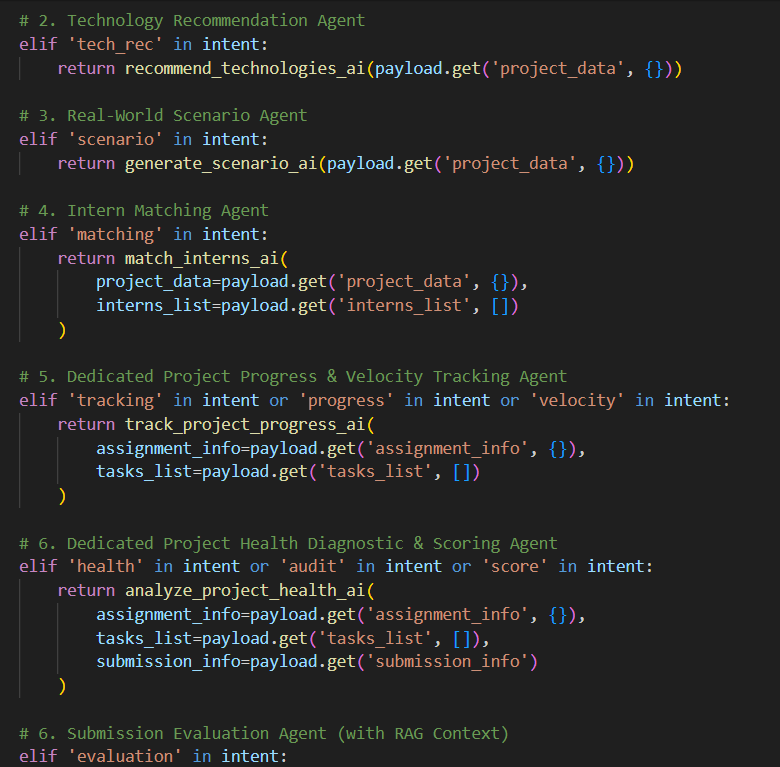 # 2. Technology Recommendation Agent
elif 'tech_rec' in intent:
return recommend_technologies_ai(payload.get('project_data', {}))
# 3. Real-World Scenario Agent
elif 'scenario' in intent:
return generate_scenario_ai(payload.get('project_data', {}))
# 4. Intern Matching Agent
elif 'matching' in intent:
return match_interns_ai(
project_data=payload.get('project_data', {}),
interns_list=payload.get('interns_list', [])
)
# 5. Dedicated Project Progress & Velocity Tracking Agent
elif 'tracking' in intent or 'progress' in intent or 'velocity' in intent:
return track_project_progress_ai(
assignment_info=payload.get('assignment_info', {}),
tasks_list=payload.get('tasks_list', [])
)
# 6. Dedicated Project Health Diagnostic & Scoring Agent
elif 'health' in intent or 'audit' in intent or 'score' in intent:
return analyze_project_health_ai(
assignment_info=payload.get('assignment_info', {}),
tasks_list=payload.get('tasks_list', []),
submission_info=payload.get('submission_info')
)
# 6. Submission Evaluation Agent (with RAG Context)
elif 'evaluation' in intent: